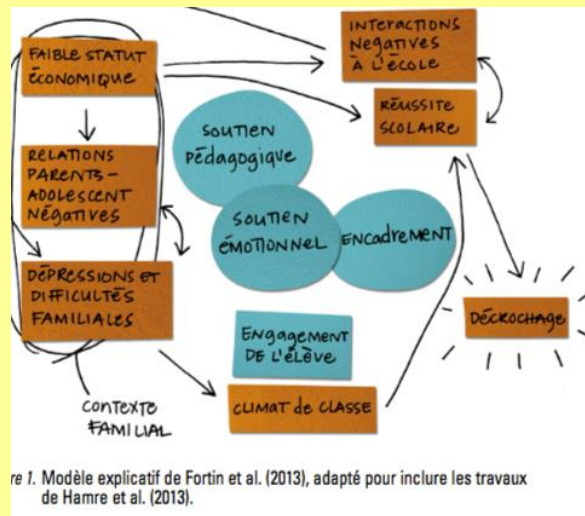 FAIBLE STATUT
ÉCONOMIQUE
INTERACTIONS
NEGATIVES
À L'ÉCOLE
RÉUSSITE
SCOLAIRE
SOUTIEN
PÉDAGOGIQUE
RELATIONS
PARENTS-
ADOLESCENT
NÉGATIVES
SOUTIEN
ÉMOTIONNEL
ENCADREMENT
DÉPRESSIONS ET
DIFFICULTÉS
FAMILIALES
DÉCROCHAGE
ENGAGEMENT
DE L'ÉLÈVE
CLIMAT de CLASSE
CONTEXTE
FAMILIAL
re 1. Modèle explicatif de Fortin et al. (2013), adapté pour inclure les travaux
de Hamre et al. (2013).